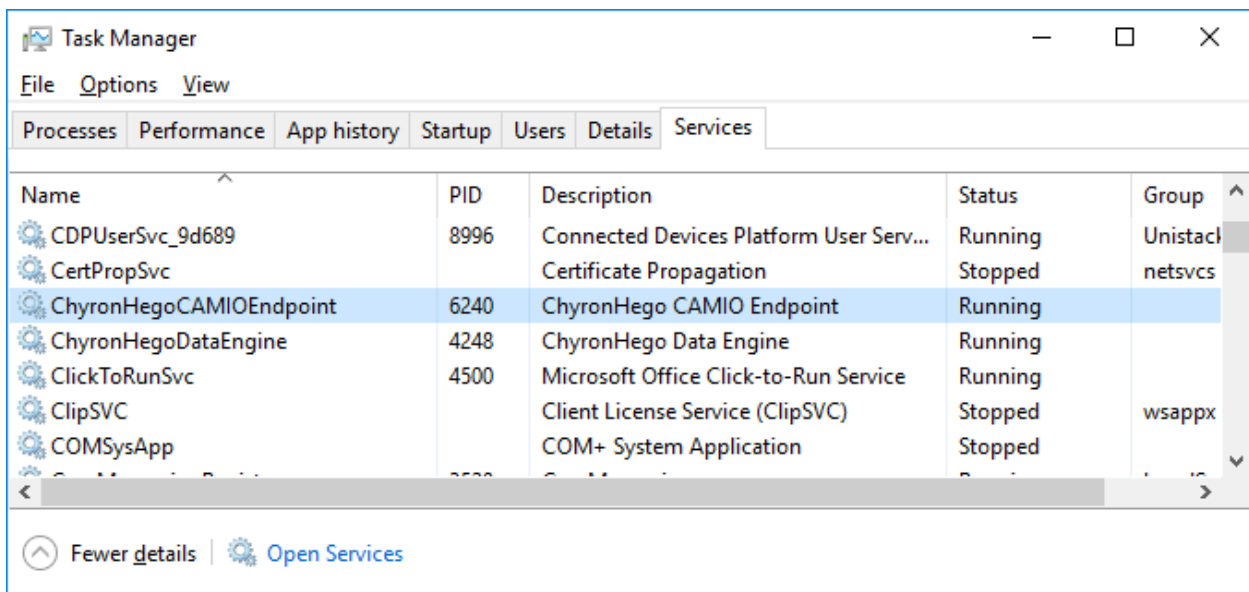 Task Manager
File Options View
Processes Performance App history Startup Users Details Services
Name PID Description Status Group
CDPUserSvc_9d689 8996 Connected Devices Platform User Serv... Running Unistack
CertPropSvc Certificate Propagation Stopped netsvcs
ChyronHegoCAMIOEndpoint 6240 ChyronHego CAMIO Endpoint Running
ChyronHegoDataEngine 4248 ChyronHego Data Engine Running
ClickToRunSvc 4500 Microsoft Office Click-to-Run Service Running
ClipSVC Client License Service (ClipSVC) Stopped wsappx
COMSysApp COM+ System Application Stopped
Fewer details Open Services